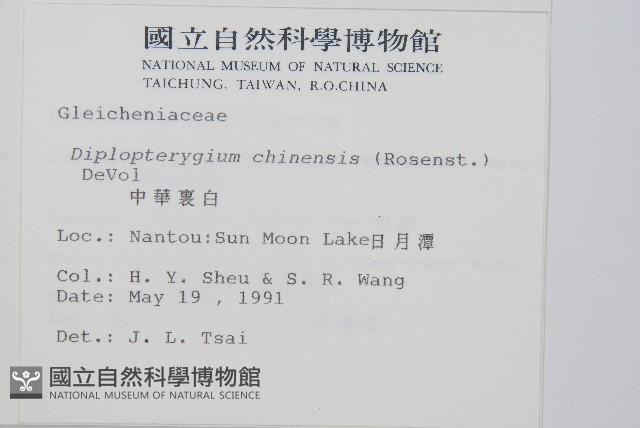 國立自然科學博物館
NATIONAL MUSEUM OF NATURAL SCIENCE
TAICHUNG, TAIWAN, R.O.CHINA
Gleicheniaceae
Diplopterygium chinensis (Rosenst.)
DeVol
中華裏白
Loc.: Nantou:Sun Moon Lake日月潭
Col.: H. Y. Sheu & S. R. Wang
Date: May 19 , 1991
Det.: J. L. Tsai
國立自然科學博物館
NATIONAL MUSEUM OF NATURAL SCIENCE